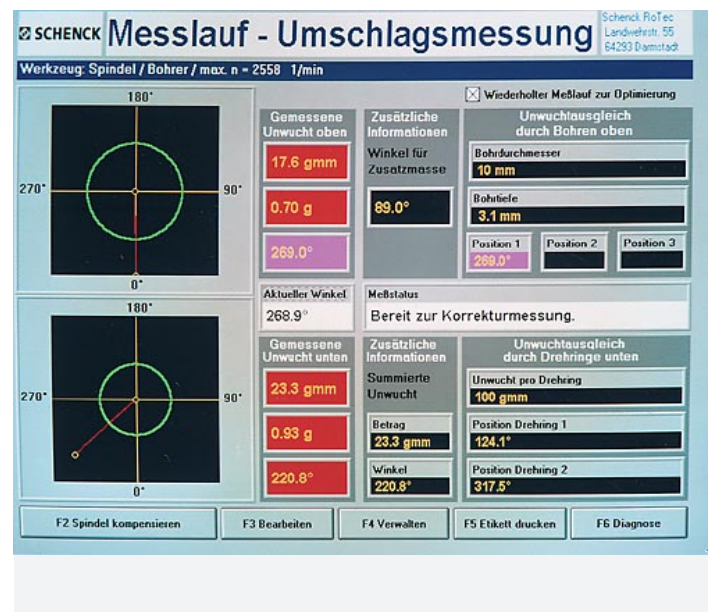 SCHENCK Messlauf - Umschlagsmessung
Schenck RoTec
Landwehrstr. 55
64293 Darmstadt
Werkzeug: Spindel / Bohrer / max. n = 2558 1/min
180°
270°
90°
0°
Wiederholter Meßlauf zur Optimierung
Gemessene
Unwucht oben
17.6 gmm
0.70 g
269.0°
Zusätzliche
Informationen
Winkel für
Zusatzmasse
89.0°
Unwuchtausgleich
durch Bohren oben
Bohrdurchmesser
10 mm
Bohrtiefe
3.1 mm
Position 1
269.0°
Position 2
Position 3
Aktueller Winkel
268.9°
Meßstatus
Bereit zur Korrekturmessung.
180°
270°
90°
0°
Gemessene
Unwucht unten
23.3 gmm
0.93 g
220.8°
Zusätzliche
Informationen
Summierte
Unwucht
Betrag
23.3 gmm
Winkel
220.8°
Unwuchtausgleich
durch Drehringe unten
Unwucht pro Drehring
100 gmm
Position Drehring 1
124.1°
Position Drehring 2
317.5°
F2 Spindel kompensieren
F3 Bearbeiten
F4 Verwalten
F5 Etikett drucken
F6 Diagnose